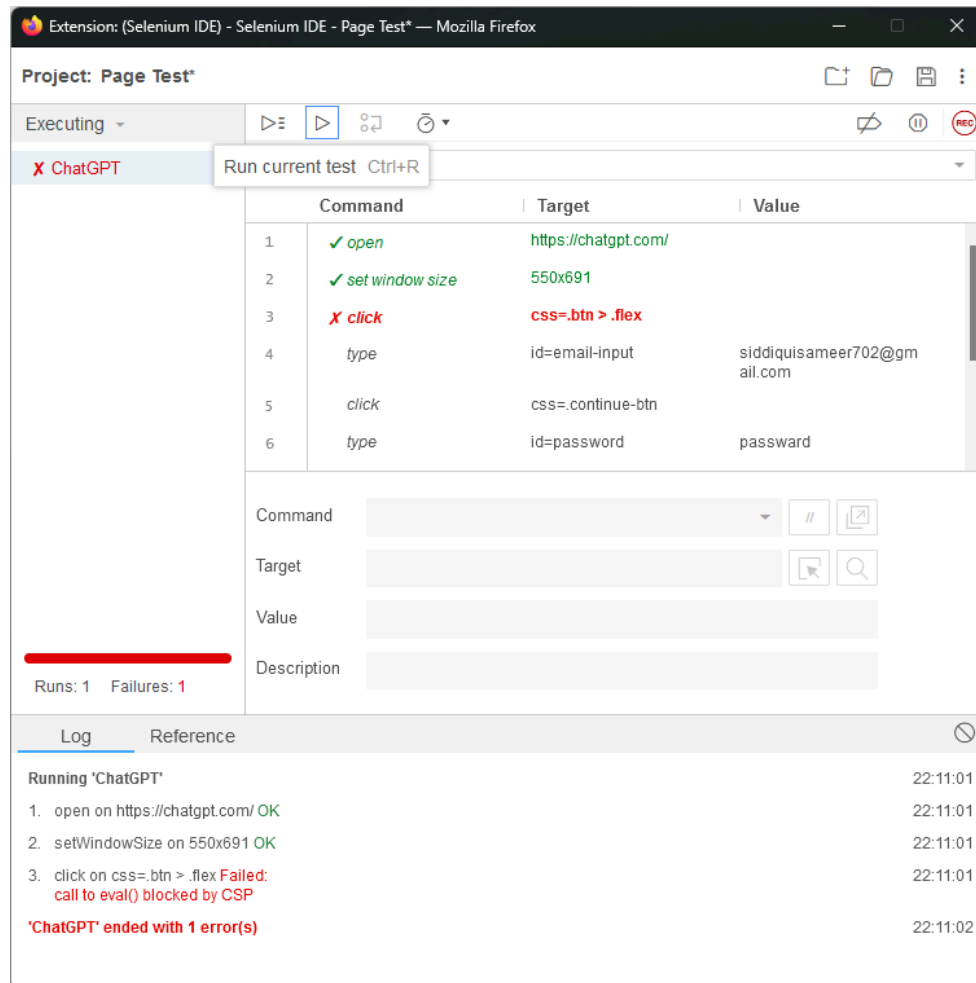 Extension: (Selenium IDE) - Selenium IDE - Page Test* — Mozilla Firefox
Project: Page Test*
Executing
REC
✗ ChatGPT
Run current test Ctrl+R
Command Target Value
1 ✓ open https://chatgpt.com/
2 ✓ set window size 550x691
3 ✗ click css=.btn > .flex
4 type id=email-input siddiquisameer702@gm
ail.com
5 click css=.continue-btn
6 type id=password passward
Command //
Target
Value
Description
Runs: 1 Failures: 1
Log Reference
Running 'ChatGPT' 22:11:01
1. open on https://chatgpt.com/ OK 22:11:01
2. setWindowSize on 550x691 OK 22:11:01
3. click on css=.btn > .flex Failed: 22:11:01
call to eval() blocked by CSP
'ChatGPT' ended with 1 error(s) 22:11:02